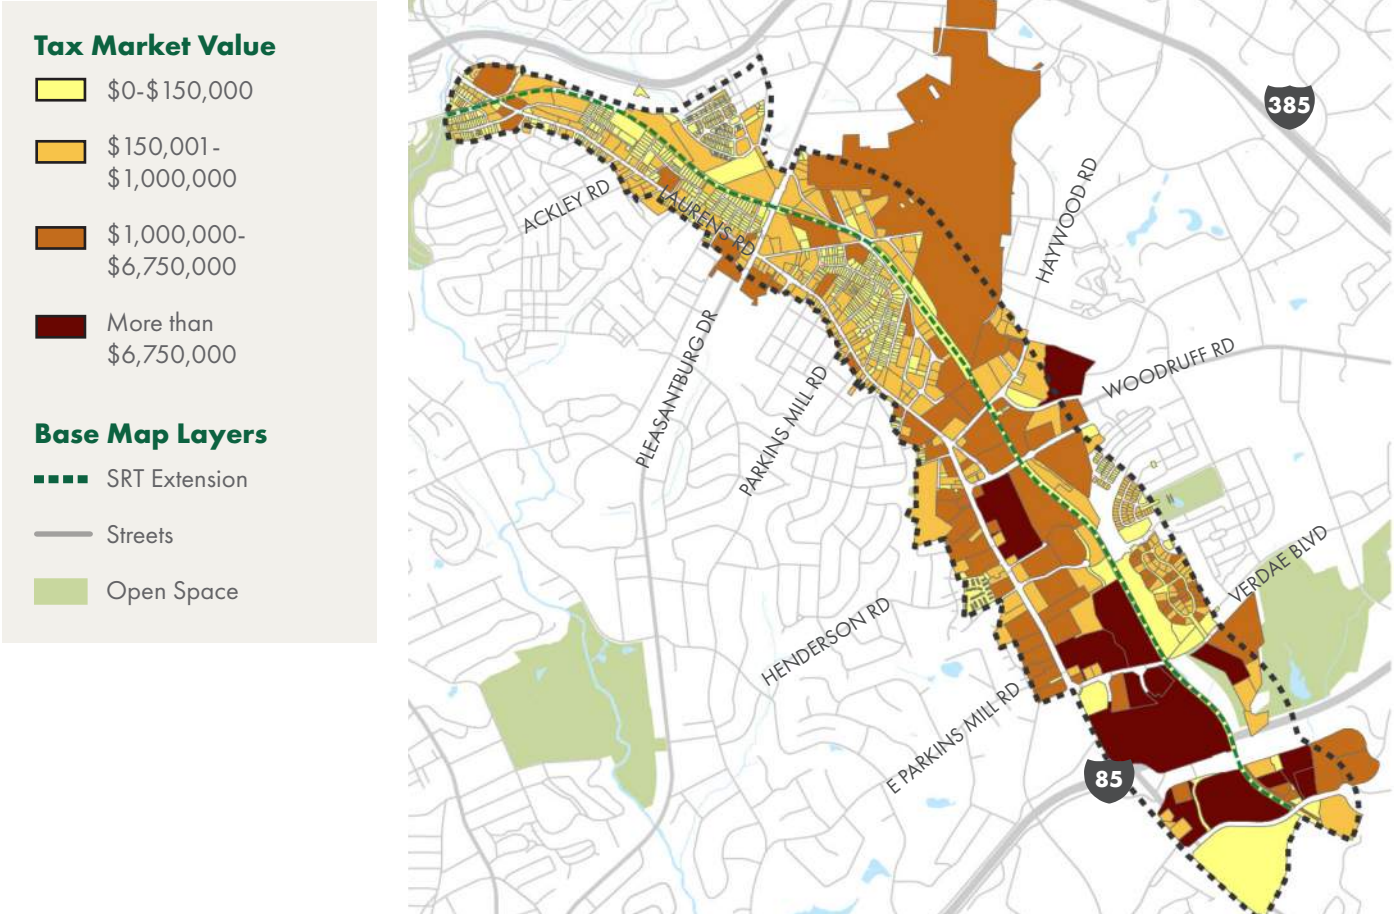 Tax Market Value
$0-$150,000
$150,001-
$1,000,000
$1,000,000-
$6,750,000
More than
$6,750,000
Base Map Layers
SRT Extension
Streets
Open Space
385
ACKLEY RD
LAURENS RD
HAYWOOD RD
PLEASANTBURG DR
PARKINS MILL RD
WOODRUFF RD
VERDAE BLVD
HENDERSON RD
E PARKINS MILL RD
85